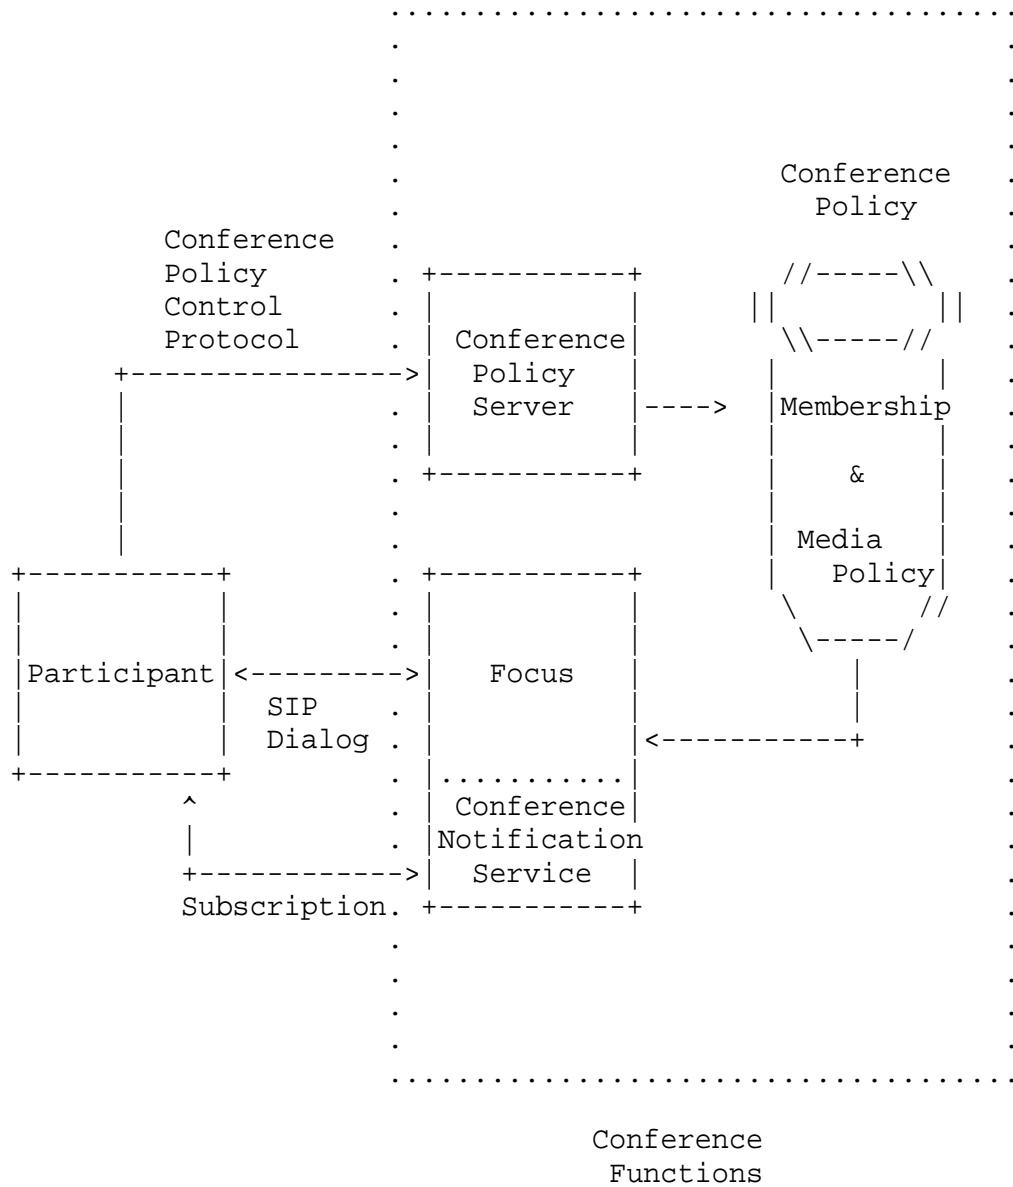 Conference
Policy
Conference
Policy
Control
Protocol
Conference
Policy
Server
Membership
&
Media
Policy
Participant
Focus
SIP
Dialog
Conference
Notification
Service
Subscription
Conference
Functions